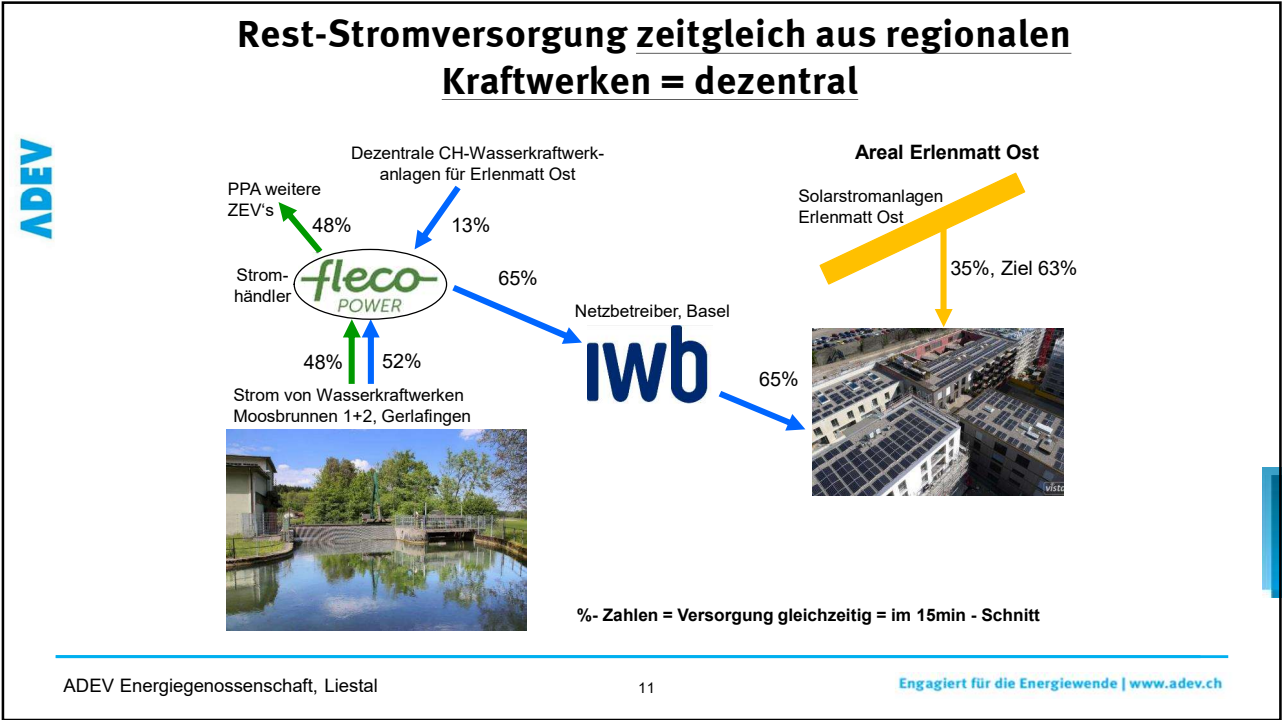 Rest-Stromversorgung zeitgleich aus regionalen
Kraftwerken = dezentral
ADEV
Dezentrale CH-Wasserkraftwerk-
anlagen für Erlenmatt Ost
Areal Erlenmatt Ost
PPA weitere
ZEV's
48%
13%
Solarstromanlagen
Erlenmatt Ost
Strom-
händler
fleco
POWER
65%
35%, Ziel 63%
Netzbetreiber, Basel
iwb
48%
52%
65%
Strom von Wasserkraftwerken
Moosbrunnen 1+2, Gerlafingen
%- Zahlen = Versorgung gleichzeitig = im 15min - Schnitt
ADEV Energiegenossenschaft, Liestal
11
Engagiert für die Energiewende | www.adev.ch